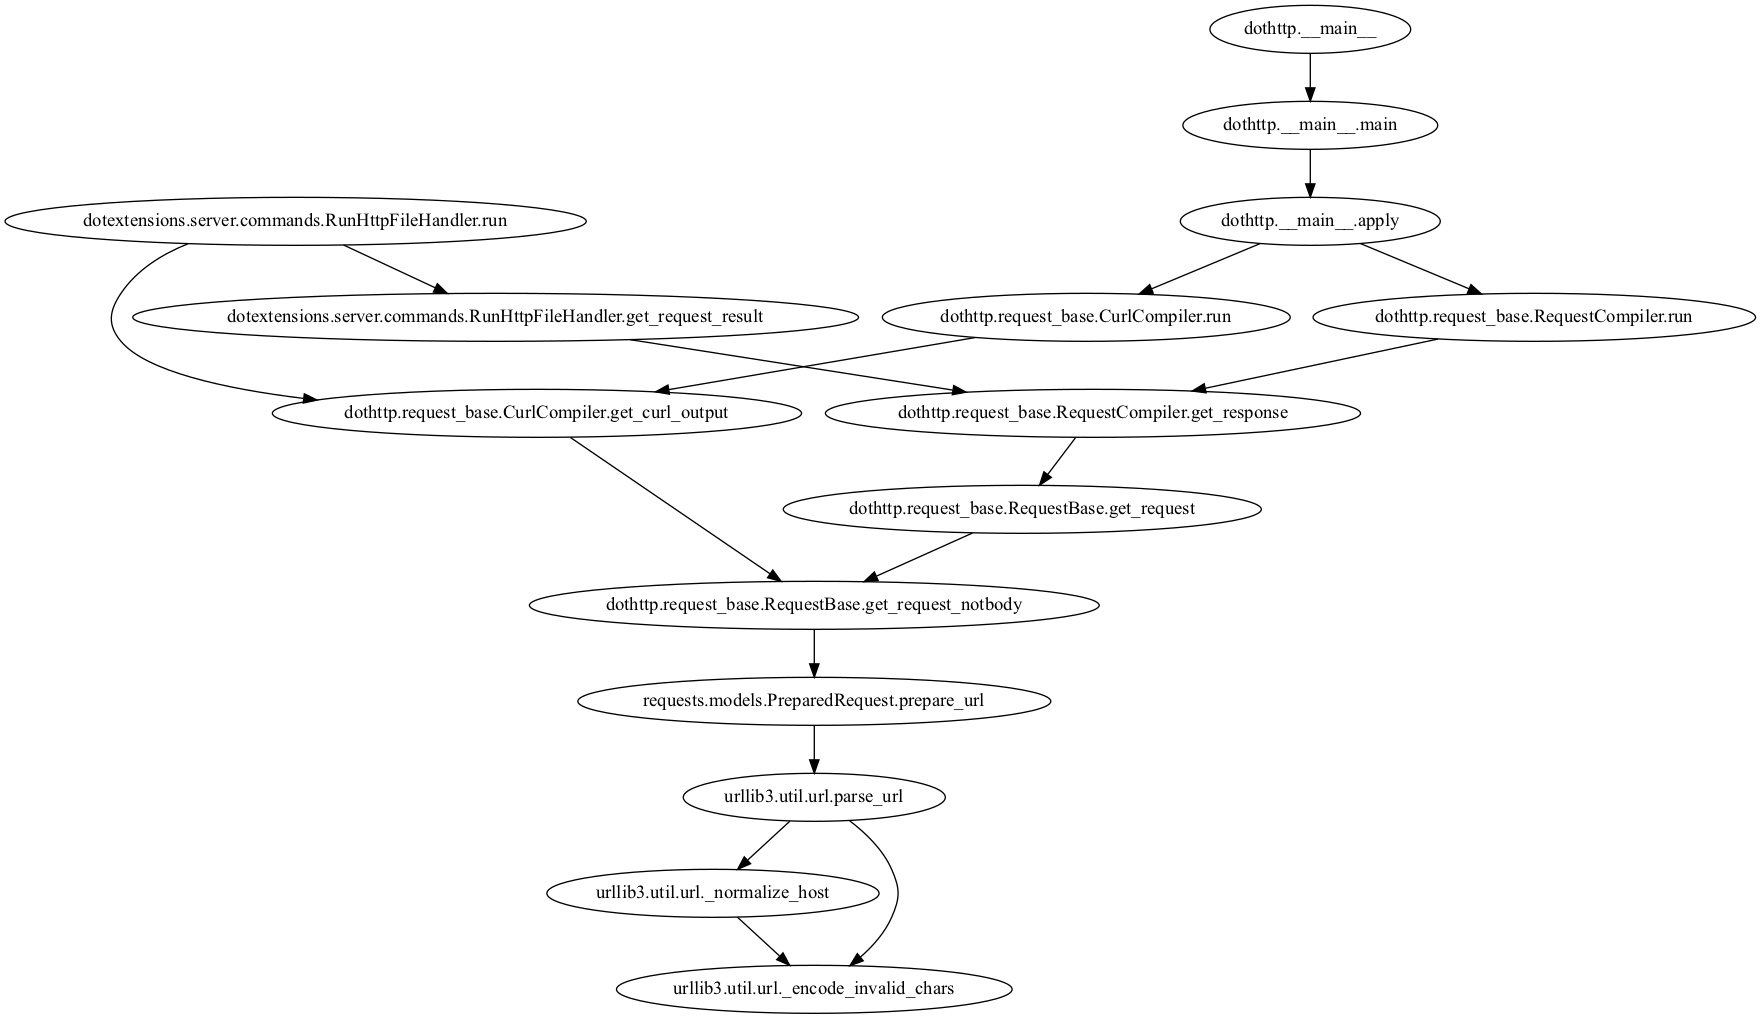 dothttp.__main__
dothttp.__main__.main
dotextensions.server.commands.RunHttpFileHandler.run
dothttp.__main__.apply
dotextensions.server.commands.RunHttpFileHandler.get_request_result
dothttp.request_base.CurlCompiler.run
dothttp.request_base.RequestCompiler.run
dothttp.request_base.CurlCompiler.get_curl_output
dothttp.request_base.RequestCompiler.get_response
dothttp.request_base.RequestBase.get_request
dothttp.request_base.RequestBase.get_request_notbody
requests.models.PreparedRequest.prepare_url
urllib3.util.url.parse_url
urllib3.util.url._normalize_host
urllib3.util.url._encode_invalid_chars